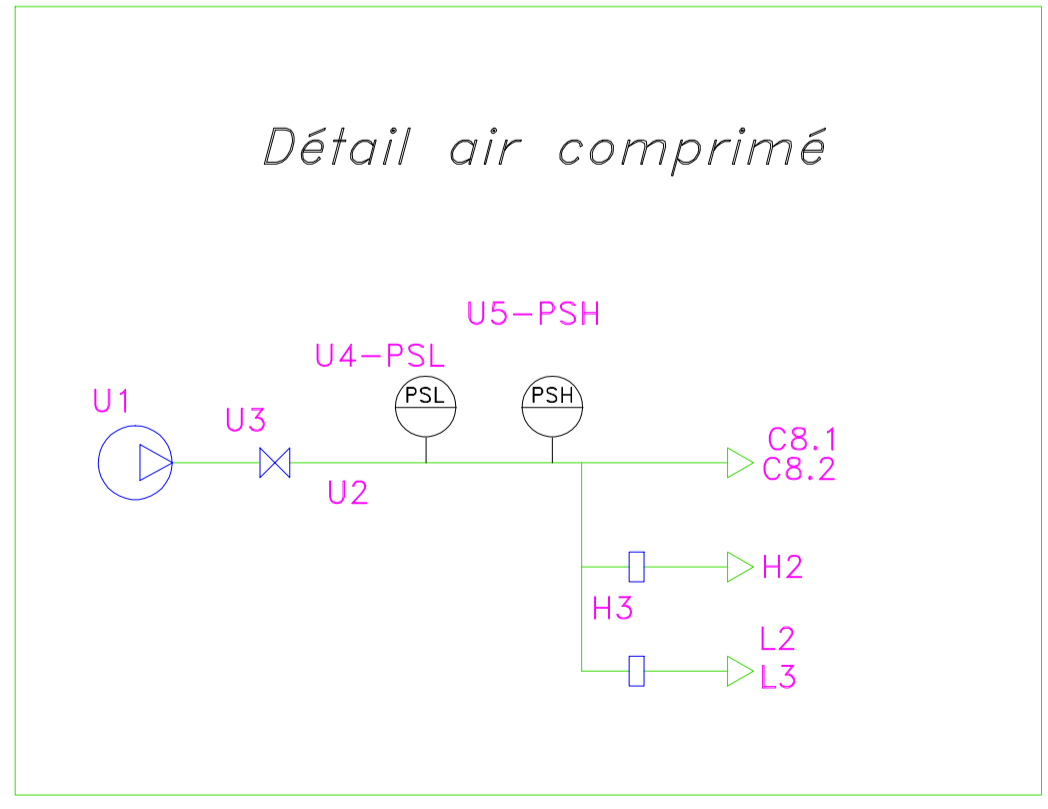 Détail air comprimé
U5-PSH
U4-PSL
PSL
PSH
U1
U3
U2
C8.1
C8.2
H2
H3
L2
L3